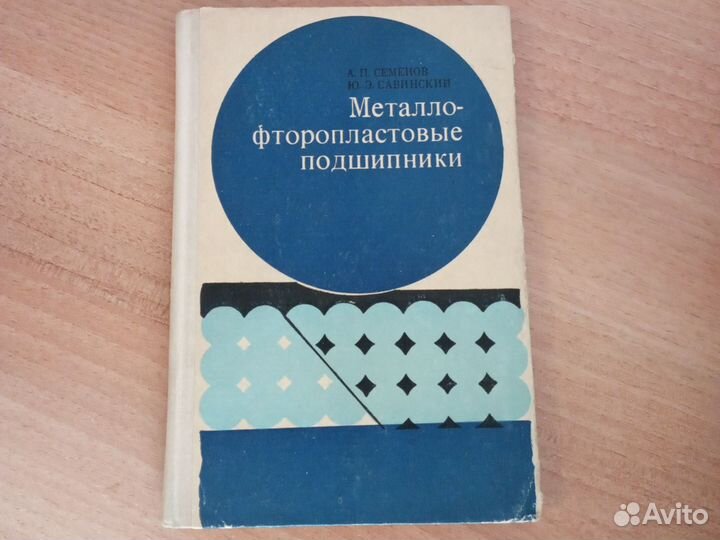 А. П. СЕМЕНОВ
Ю. Э. САВИНСКИЙ
Металло-
фторопластовые
подшипники
Avito